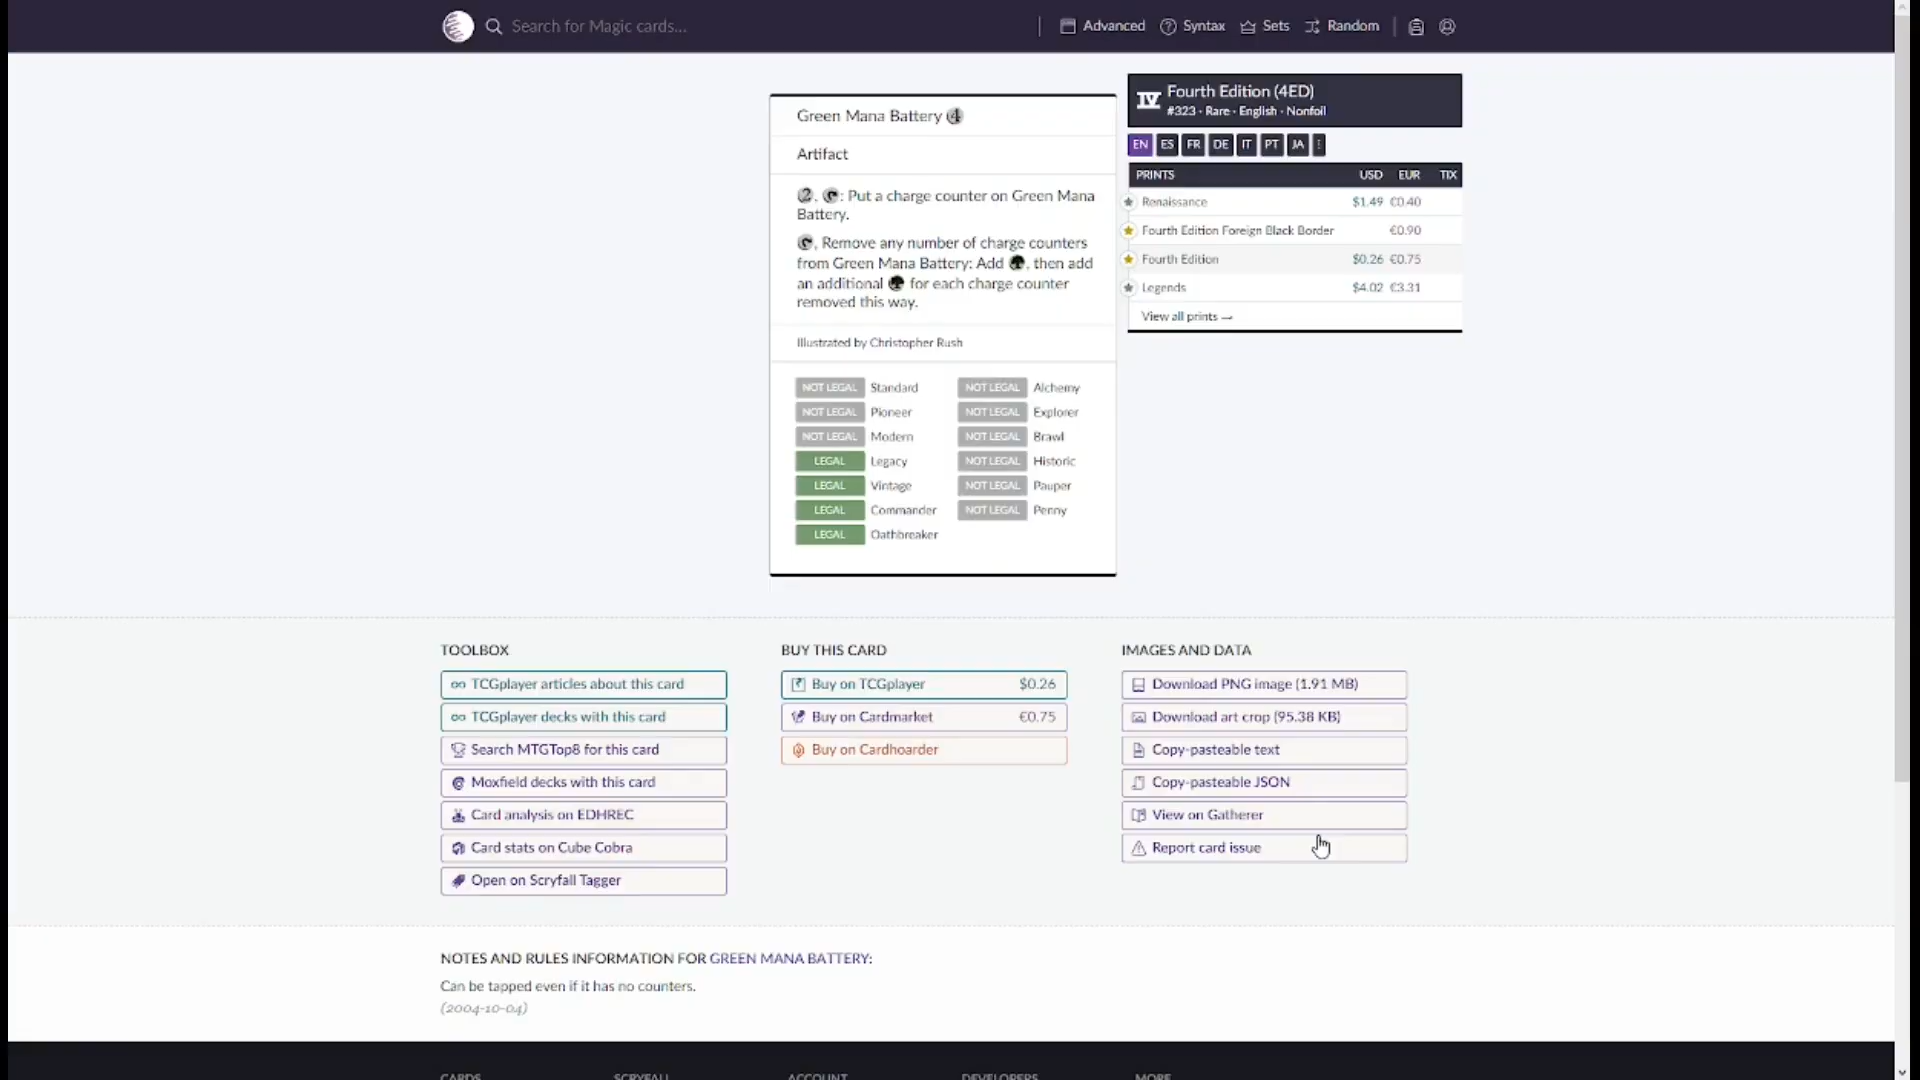 Search for Magic cards...
Advanced
Syntax
Sets
Random
Green Mana Battery 4
Artifact
2, : Put a charge counter on Green Mana
Battery.
, Remove any number of charge counters
from Green Mana Battery: Add , then add
an additional for each charge counter
removed this way.
Illustrated by Christopher Rush
NOT LEGAL Standard NOT LEGAL Alchemy
NOT LEGAL Pioneer NOT LEGAL Explorer
NOT LEGAL Modern NOT LEGAL Brawl
LEGAL Legacy NOT LEGAL Historic
LEGAL Vintage NOT LEGAL Pauper
LEGAL Commander NOT LEGAL Penny
LEGAL Oathbreaker
IV
Fourth Edition (4ED)
#323 · Rare · English · Nonfoil
EN ES FR DE IT PT JA
PRINTS USD EUR TIX
Renaissance $1.49 €0.40
Fourth Edition Foreign Black Border €0.90
Fourth Edition $0.26 €0.75
Legends $4.02 €3.31
View all prints →
TOOLBOX
TCGplayer articles about this card
TCGplayer decks with this card
Search MTGTop8 for this card
Moxfield decks with this card
Card analysis on EDHREC
Card stats on Cube Cobra
Open on Scryfall Tagger
BUY THIS CARD
Buy on TCGplayer $0.26
Buy on Cardmarket €0.75
Buy on Cardhoarder
IMAGES AND DATA
Download PNG image (1.91 MB)
Download art crop (95.38 KB)
Copy-pasteable text
Copy-pasteable JSON
View on Gatherer
Report card issue
NOTES AND RULES INFORMATION FOR GREEN MANA BATTERY:
Can be tapped even if it has no counters.
(2004-10-04)
CARDS SCRYFALL ACCOUNT DEVELOPERS MORE